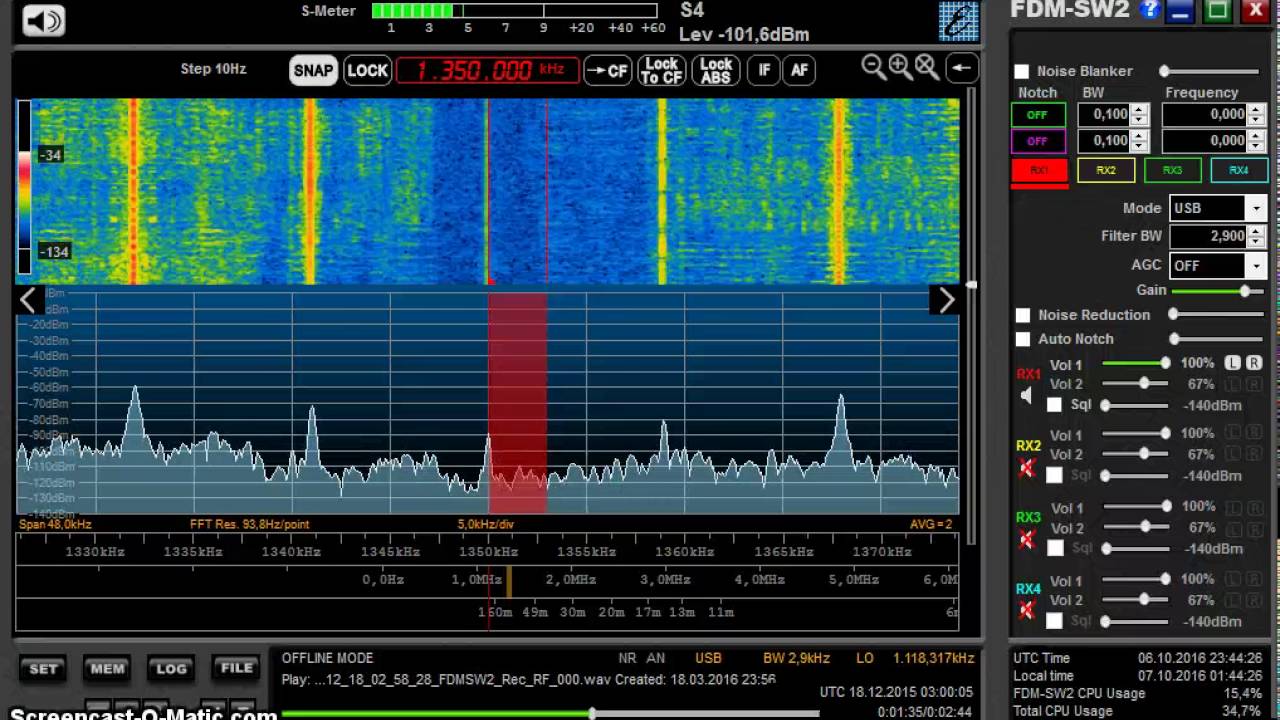 S-Meter
1 3 5 7 9 +20 +40 +60
S4
Lev -101,6dBm
FDM-SW2
?
X
Step 10Hz
SNAP
LOCK
1.350.000 kHz
→CF
Lock To CF
Lock ABS
IF
AF
-34
-134
dBm
-10dBm
-20dBm
-30dBm
-40dBm
-50dBm
-60dBm
-70dBm
-80dBm
-90dBm
-100dBm
-110dBm
-120dBm
-130dBm
-140dBm
Span 48,0kHz FFT Res. 93,8Hz/point 5,0kHz/div AVG = 2
1330kHz 1335kHz 1340kHz 1345kHz 1350kHz 1355kHz 1360kHz 1365kHz 1370kHz
0,0Hz 1,0MHz 2,0MHz 3,0MHz 4,0MHz 5,0MHz 6,0M
160m 49m 30m 20m 17m 13m 11m 6
Noise Blanker
Notch BW Frequency
OFF 0,100 0,000
OFF 0,100 0,000
RX1 RX2 RX3 RX4
Mode USB
Filter BW 2,900
AGC OFF
Gain
Noise Reduction
Auto Notch
RX1
Vol 1 100% L R
Vol 2 67% L R
Sql -140dBm
RX2
Vol 1 100% L R
Vol 2 67% L R
Sql -140dBm
RX3
Vol 1 100% L R
Vol 2 67% L R
Sql -140dBm
RX4
Vol 1 100% L R
Vol 2 67% L R
Sql -140dBm
SET MEM LOG FILE
OFFLINE MODE NR AN USB BW 2,9kHz LO 1.118,317kHz
Play: ...12_18_02_58_28_FDMSW2_Rec_RF_000.wav Created: 18.03.2016 23:56
UTC 18.12.2015 03:00:05
0:01:35/0:02:44
UTC Time 06.10.2016 23:44:26
Local time 07.10.2016 01:44:26
FDM-SW2 CPU Usage 15,4%
Total CPU Usage 34,7%
Screencast-O-Matic.com